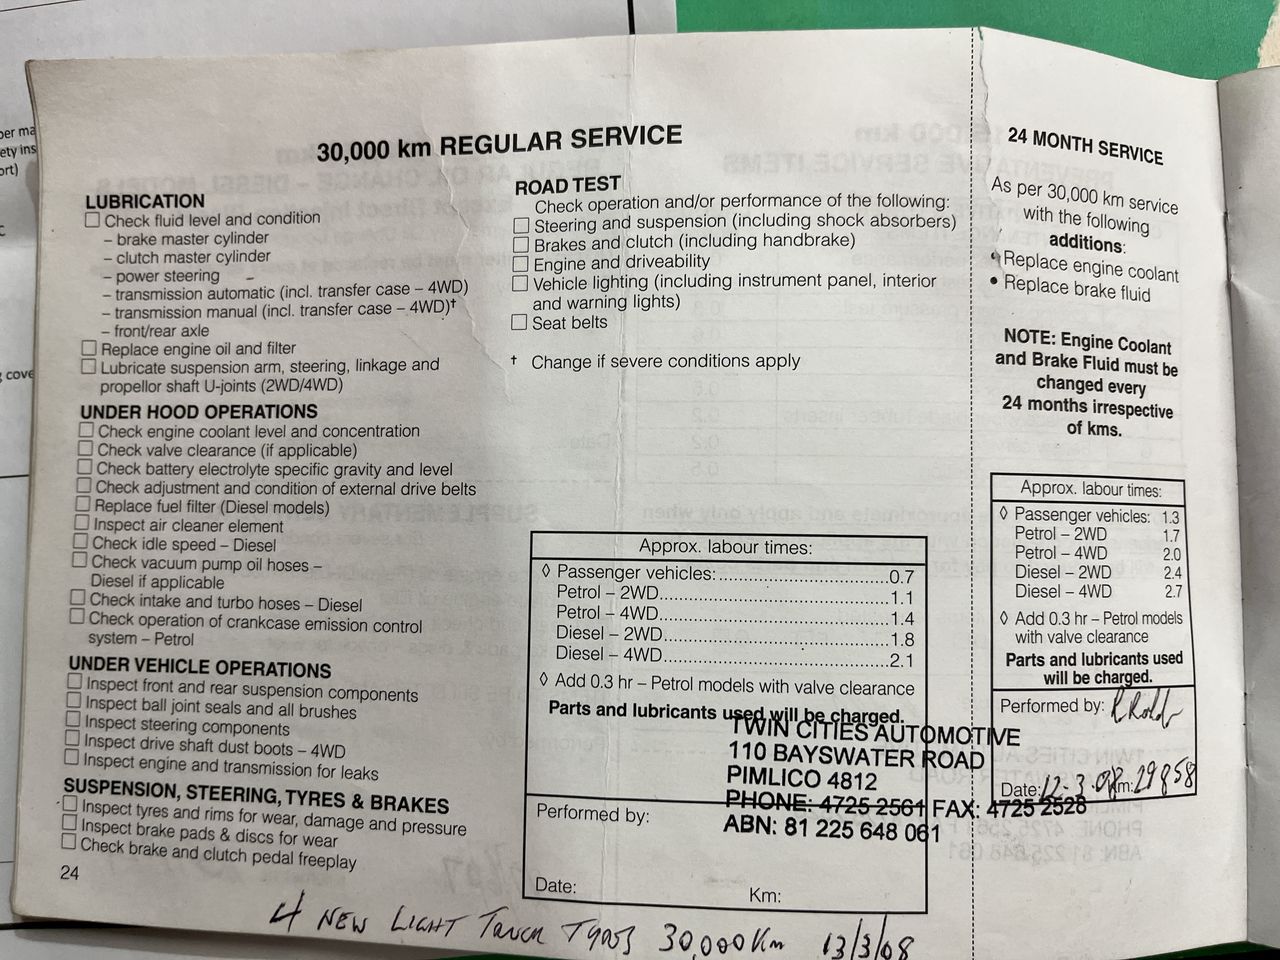 per ma
ety ins
ort)
C
g cove
30,000 km REGULAR SERVICE
LUBRICATION
Check fluid level and condition
– brake master cylinder
– clutch master cylinder
– power steering
– transmission automatic (incl. transfer case – 4WD)
– transmission manual (incl. transfer case – 4WD)†
– front/rear axle
Replace engine oil and filter
Lubricate suspension arm, steering, linkage and
propellor shaft U-joints (2WD/4WD)
UNDER HOOD OPERATIONS
Check engine coolant level and concentration
Check valve clearance (if applicable)
Check battery electrolyte specific gravity and level
Check adjustment and condition of external drive belts
Replace fuel filter (Diesel models)
Inspect air cleaner element
Check idle speed – Diesel
Check vacuum pump oil hoses –
Diesel if applicable
Check intake and turbo hoses – Diesel
Check operation of crankcase emission control
system – Petrol
UNDER VEHICLE OPERATIONS
Inspect front and rear suspension components
Inspect ball joint seals and all brushes
Inspect steering components
Inspect drive shaft dust boots – 4WD
Inspect engine and transmission for leaks
SUSPENSION, STEERING, TYRES & BRAKES
Inspect tyres and rims for wear, damage and pressure
Inspect brake pads & discs for wear
Check brake and clutch pedal freeplay
24
ROAD TEST
Check operation and/or performance of the following:
Steering and suspension (including shock absorbers)
Brakes and clutch (including handbrake)
Engine and driveability
Vehicle lighting (including instrument panel, interior
and warning lights)
Seat belts
† Change if severe conditions apply
Approx. labour times:
◊ Passenger vehicles: 0.7
Petrol – 2WD 1.1
Petrol – 4WD 1.4
Diesel – 2WD 1.8
Diesel – 4WD 2.1
◊ Add 0.3 hr – Petrol models with valve clearance
Parts and lubricants used will be charged.
TWIN CITIES AUTOMOTIVE
110 BAYSWATER ROAD
PIMLICO 4812
PHONE: 4725 2561 FAX: 4725 2528
ABN: 81 225 648 061
Performed by:
Date: Km:
4 NEW LIGHT TRUCK TYRES 30,000 Km 13/3/08
24 MONTH SERVICE
As per 30,000 km service
with the following
additions:
• Replace engine coolant
• Replace brake fluid
NOTE: Engine Coolant
and Brake Fluid must be
changed every
24 months irrespective
of kms.
Approx. labour times:
◊ Passenger vehicles: 1.3
Petrol – 2WD 1.7
Petrol – 4WD 2.0
Diesel – 2WD 2.4
Diesel – 4WD 2.7
◊ Add 0.3 hr – Petrol models
with valve clearance
Parts and lubricants used
will be charged.
Performed by:
Date: 12-3-08 Km: 29858